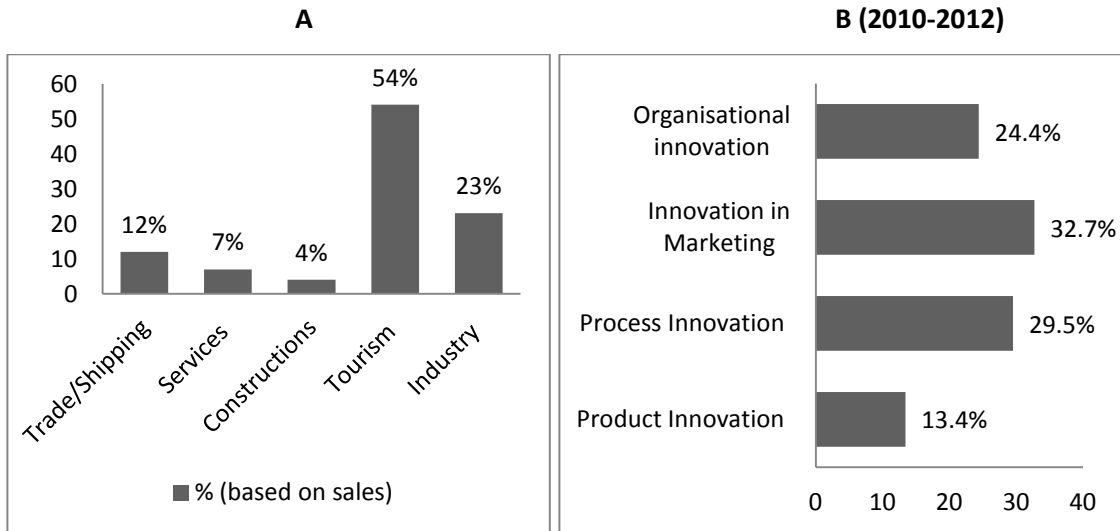 A
60
50
40
30
20
10
0
12%
7%
4%
54%
23%
Trade/Shipping
Services
Constructions
Tourism
Industry
% (based on sales)
B (2010-2012)
Organisational
innovation
24.4%
Innovation in
Marketing
32.7%
Process Innovation
29.5%
Product Innovation
13.4%
0 10 20 30 40